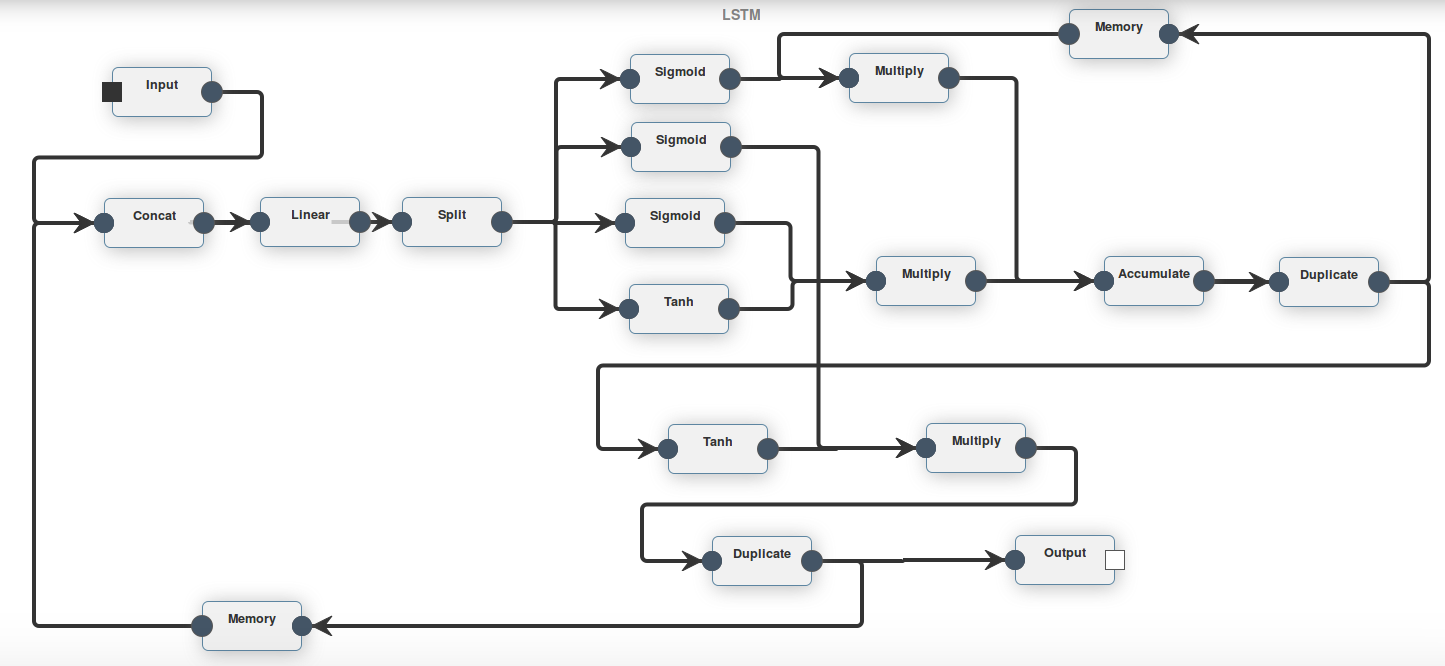 LSTM
Memory
Input
Sigmoid
Multiply
Sigmoid
Concat
Linear
Split
Sigmoid
Multiply
Accumulate
Duplicate
Tanh
Tanh
Multiply
Duplicate
Output
Memory